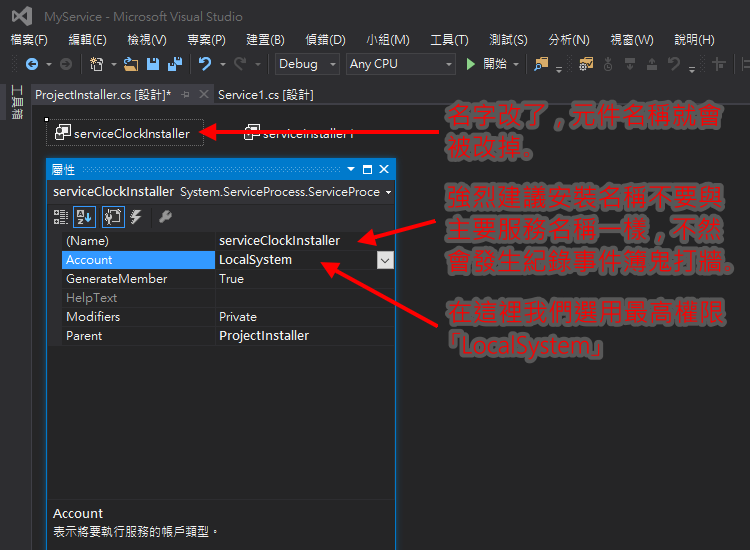 MyService - Microsoft Visual Studio
檔案(F) 編輯(E) 檢視(V) 專案(P) 建置(B) 偵錯(D) 小組(M) 工具(T) 測試(S) 分析(N) 視窗(W) 說明(H)
Debug Any CPU 開始
工具箱
ProjectInstaller.cs [設計]* Service1.cs [設計]
serviceClockInstaller serviceInstaller1
名字改了，元件名稱就會
被改掉。
屬性
serviceClockInstaller System.ServiceProcess.ServiceProce
強烈建議安裝名稱不要與
主要服務名稱一樣，不然
會發生紀錄事件薄鬼打牆。
(Name) serviceClockInstaller
Account LocalSystem
GenerateMember True
HelpText
Modifiers Private
Parent ProjectInstaller
在這裡我們選用最高權限
「LocalSystem」
Account
表示將要執行服務的帳戶類型。